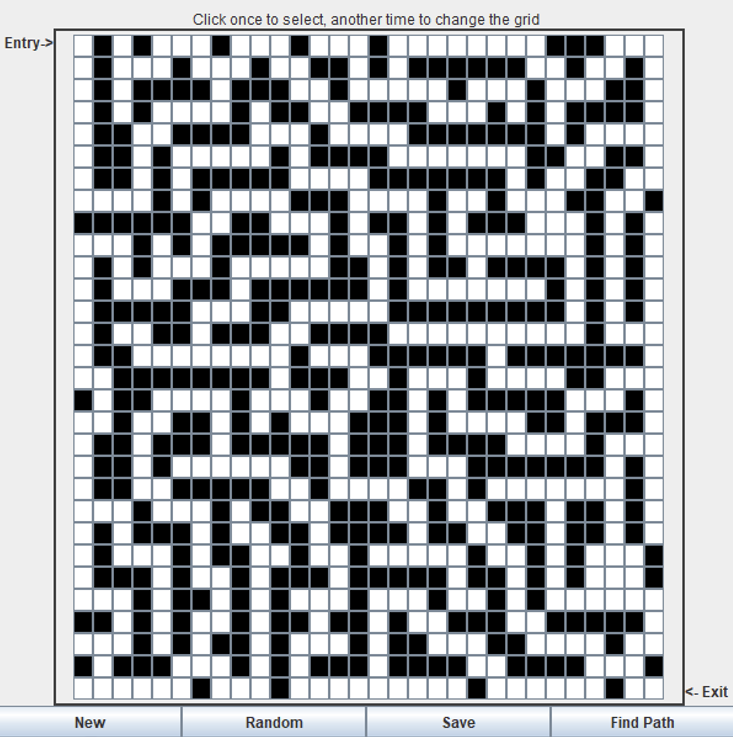 Click once to select, another time to change the grid
Entry->
<- Exit
New
Random
Save
Find Path